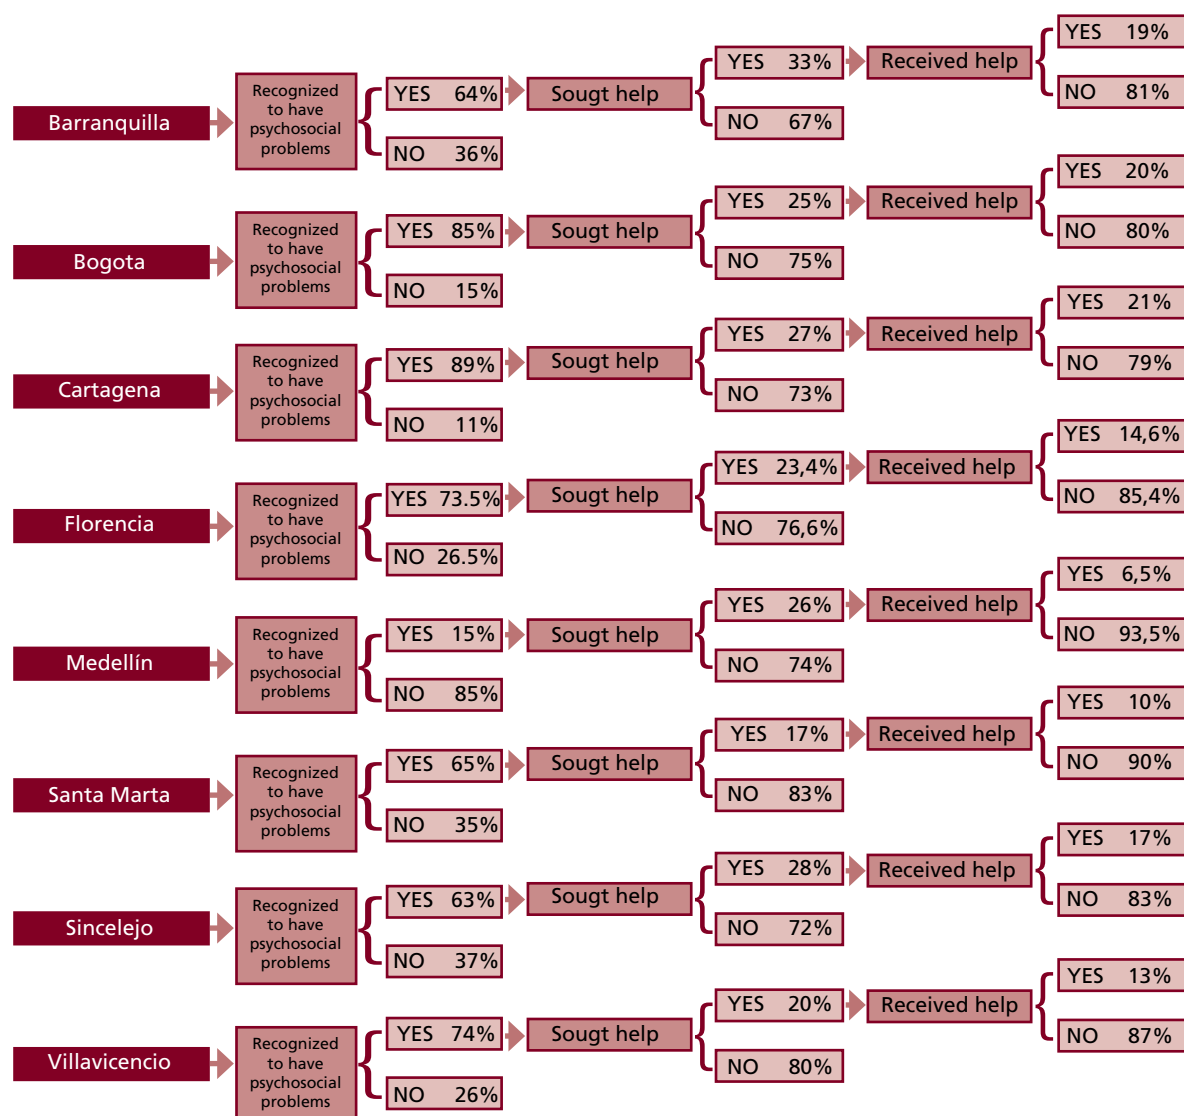 Barranquilla
Recognized
to have
psychosocial
problems
YES 64%
NO 36%
Sougt help
YES 33%
NO 67%
Received help
YES 19%
NO 81%
Bogota
Recognized
to have
psychosocial
problems
YES 85%
NO 15%
Sougt help
YES 25%
NO 75%
Received help
YES 20%
NO 80%
Cartagena
Recognized
to have
psychosocial
problems
YES 89%
NO 11%
Sougt help
YES 27%
NO 73%
Received help
YES 21%
NO 79%
Florencia
Recognized
to have
psychosocial
problems
YES 73.5%
NO 26.5%
Sougt help
YES 23,4%
NO 76,6%
Received help
YES 14,6%
NO 85,4%
Medellín
Recognized
to have
psychosocial
problems
YES 15%
NO 85%
Sougt help
YES 26%
NO 74%
Received help
YES 6,5%
NO 93,5%
Santa Marta
Recognized
to have
psychosocial
problems
YES 65%
NO 35%
Sougt help
YES 17%
NO 83%
Received help
YES 10%
NO 90%
Sincelejo
Recognized
to have
psychosocial
problems
YES 63%
NO 37%
Sougt help
YES 28%
NO 72%
Received help
YES 17%
NO 83%
Villavicencio
Recognized
to have
psychosocial
problems
YES 74%
NO 26%
Sougt help
YES 20%
NO 80%
Received help
YES 13%
NO 87%